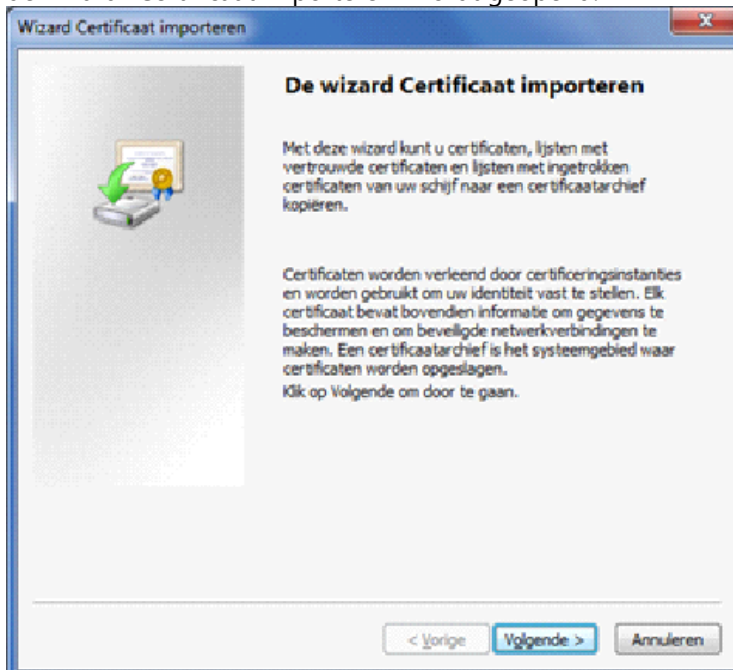 Wizard Certificaat importeren
De wizard Certificaat importeren
Met deze wizard kunt u certificaten, lijsten met
vertrouwde certificaten en lijsten met ingetrokken
certificaten van uw schijf naar een certificaatarchief
kopiëren.
Certificaten worden verleend door certificeringsinstanties
en worden gebruikt om uw identiteit vast te stellen. Elk
certificaat bevat bovendien informatie om gegevens te
beschermen en om beveiligde netwerkverbindingen te
maken. Een certificaatarchief is het systeemgebied waar
certificaten worden opgeslagen.
Klik op Volgende om door te gaan.
< Vorige Volgende > Annuleren